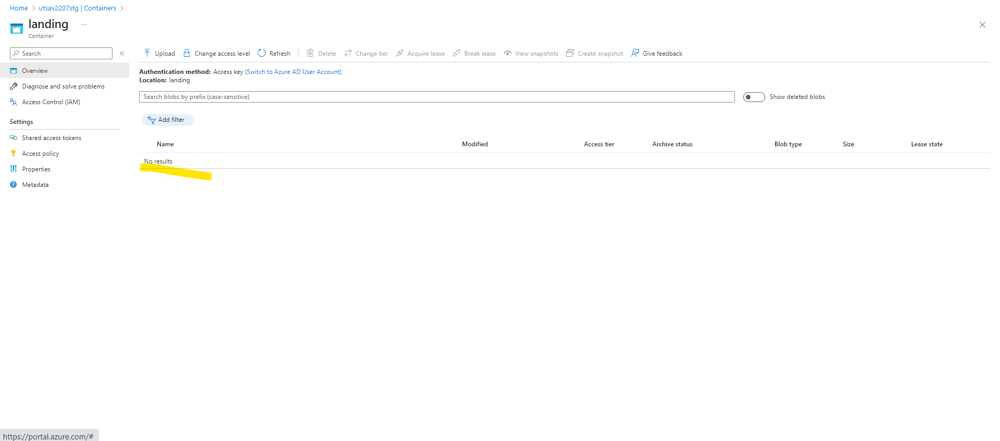 Home > utsav2207stg | Containers >
landing ...
Container
Search «
Upload Change access level Refresh Delete Change tier Acquire lease Break lease View snapshots Create snapshot Give feedback
Overview
Diagnose and solve problems
Access Control (IAM)
Settings
Shared access tokens
Access policy
Properties
Metadata
Authentication method: Access key (Switch to Azure AD User Account)
Location: landing
Search blobs by prefix (case-sensitive) Show deleted blobs
Add filter
Name Modified Access tier Archive status Blob type Size Lease state
No results
https://portal.azure.com/#